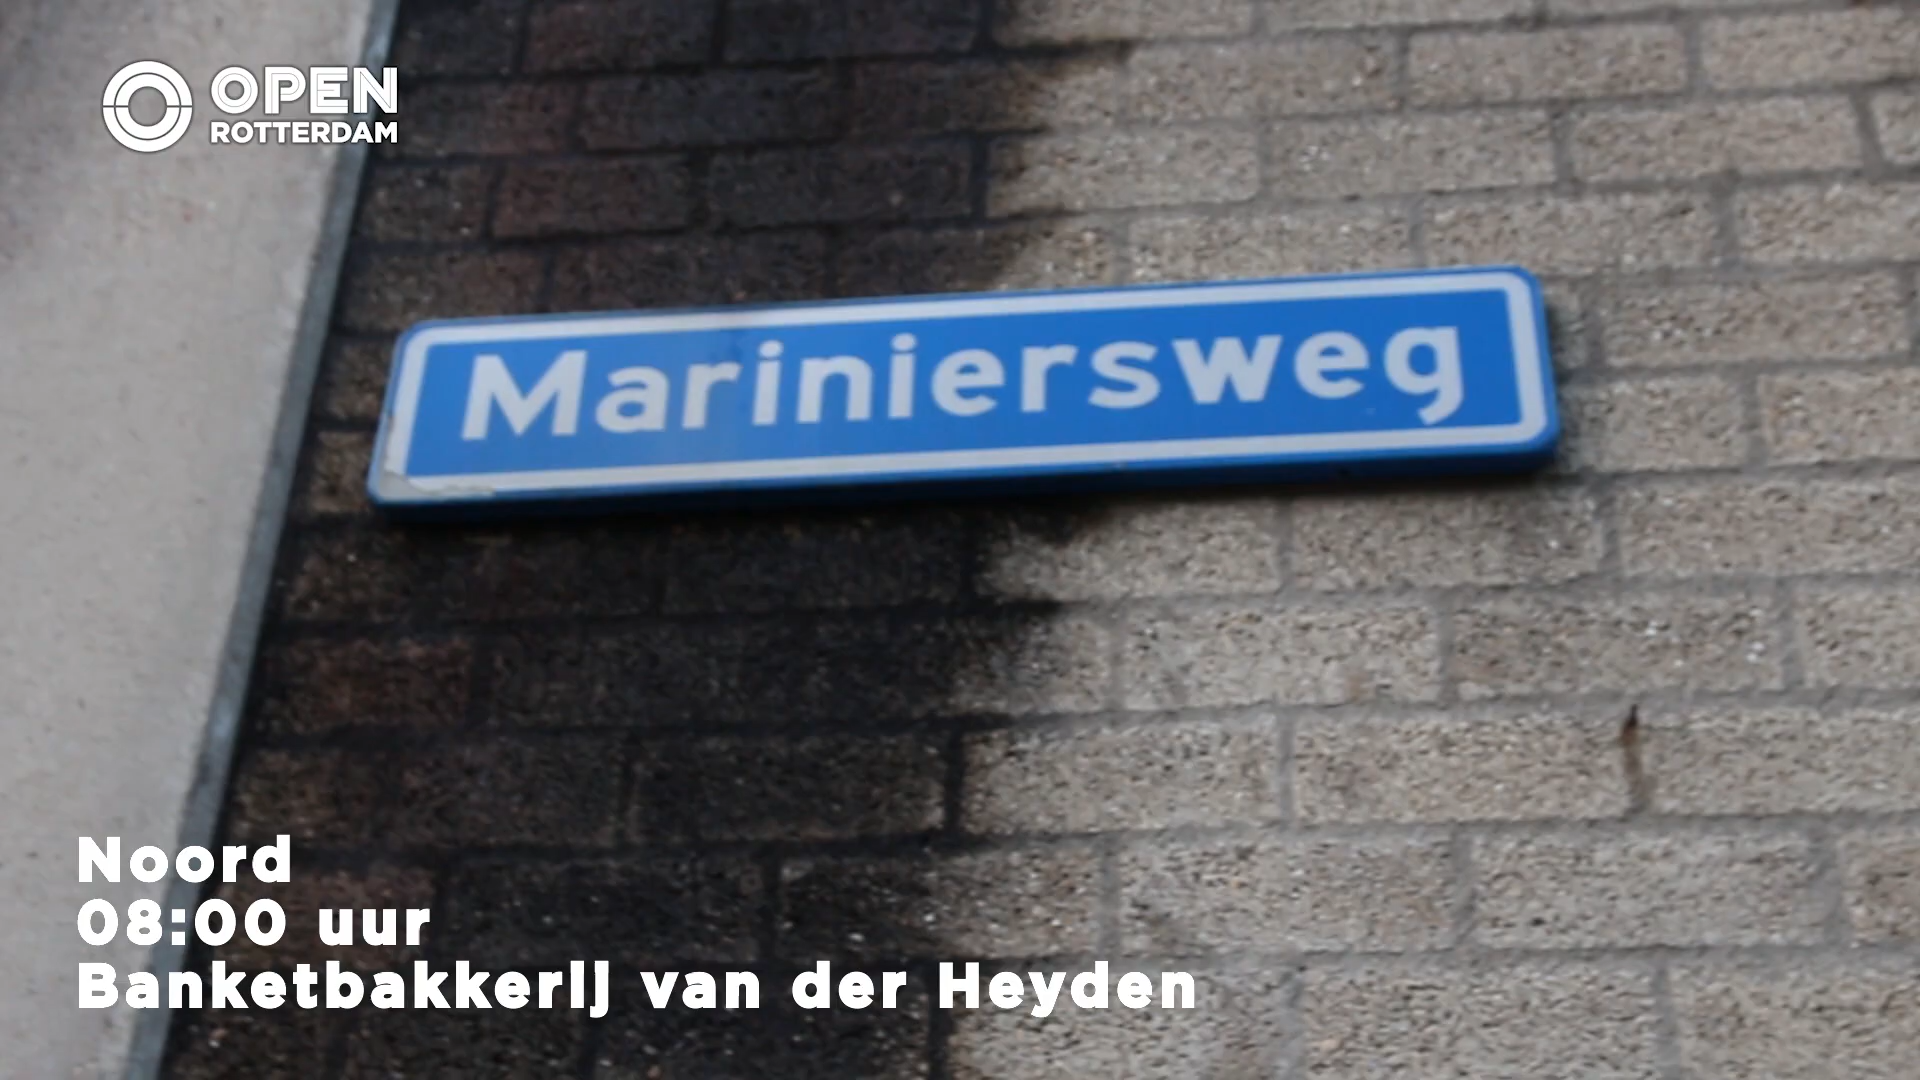 OPEN
ROTTERDAM
Mariniersweg
Noord
08:00 uur
Banketbakkerij van der Heyden